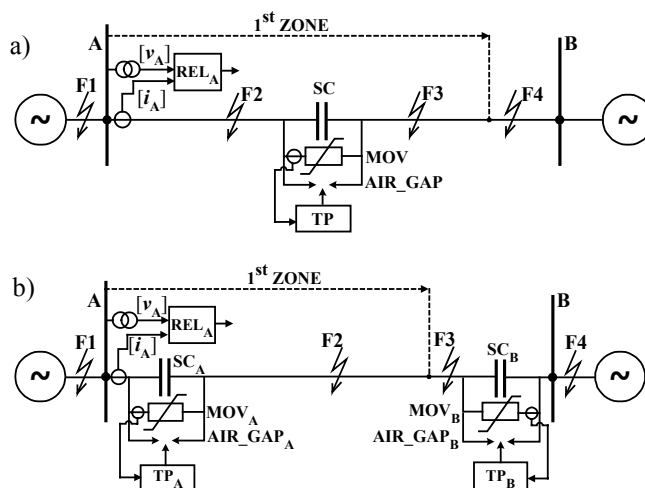 a)
A
1st ZONE
B
[vA]
RELA
F1
[iA]
F2
SC
F3
F4
~
~
MOV
AIR_GAP
TP
b)
A
1st ZONE
B
[vA]
RELA
F1
[iA]
SCA
F2
F3
SCB
F4
~
~
MOVA
MOVB
AIR_GAPA
AIR_GAPB
TPA
TPB